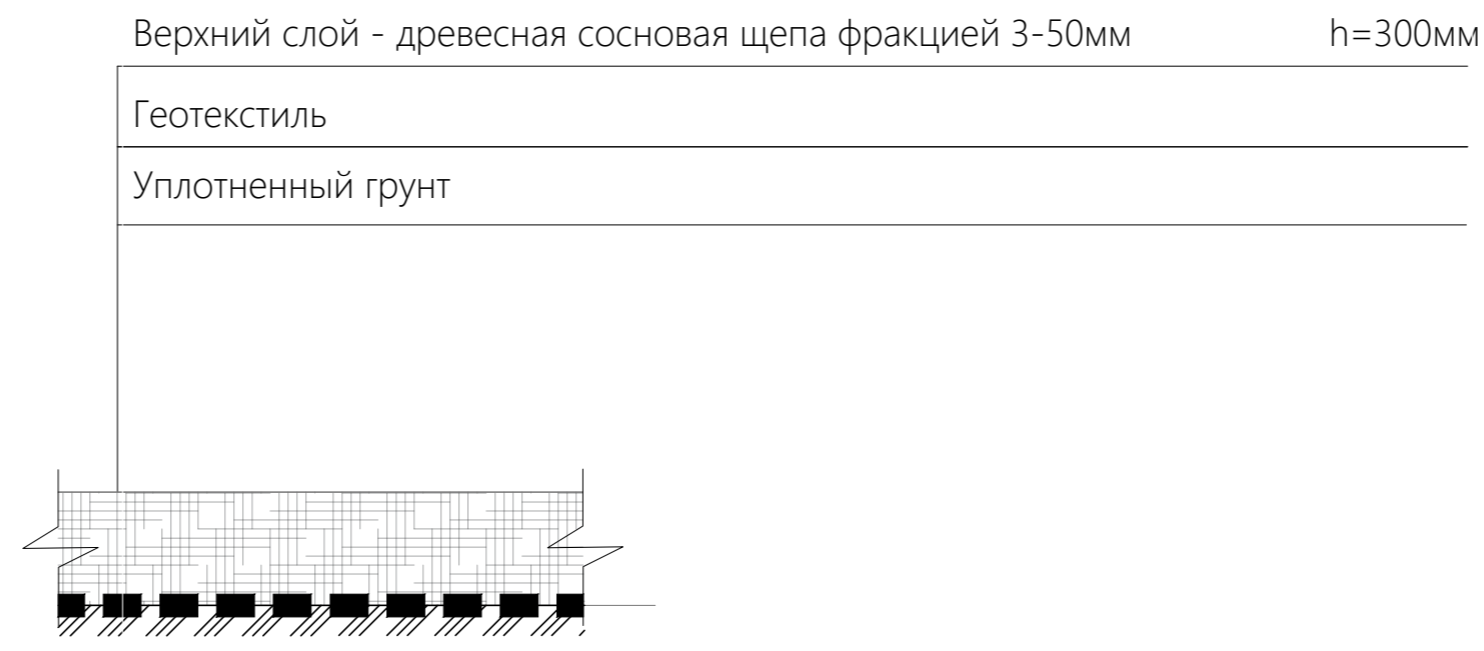 Верхний слой - древесная сосновая щепа фракцией 3-50мм h=300мм
Геотекстиль
Уплотненный грунт